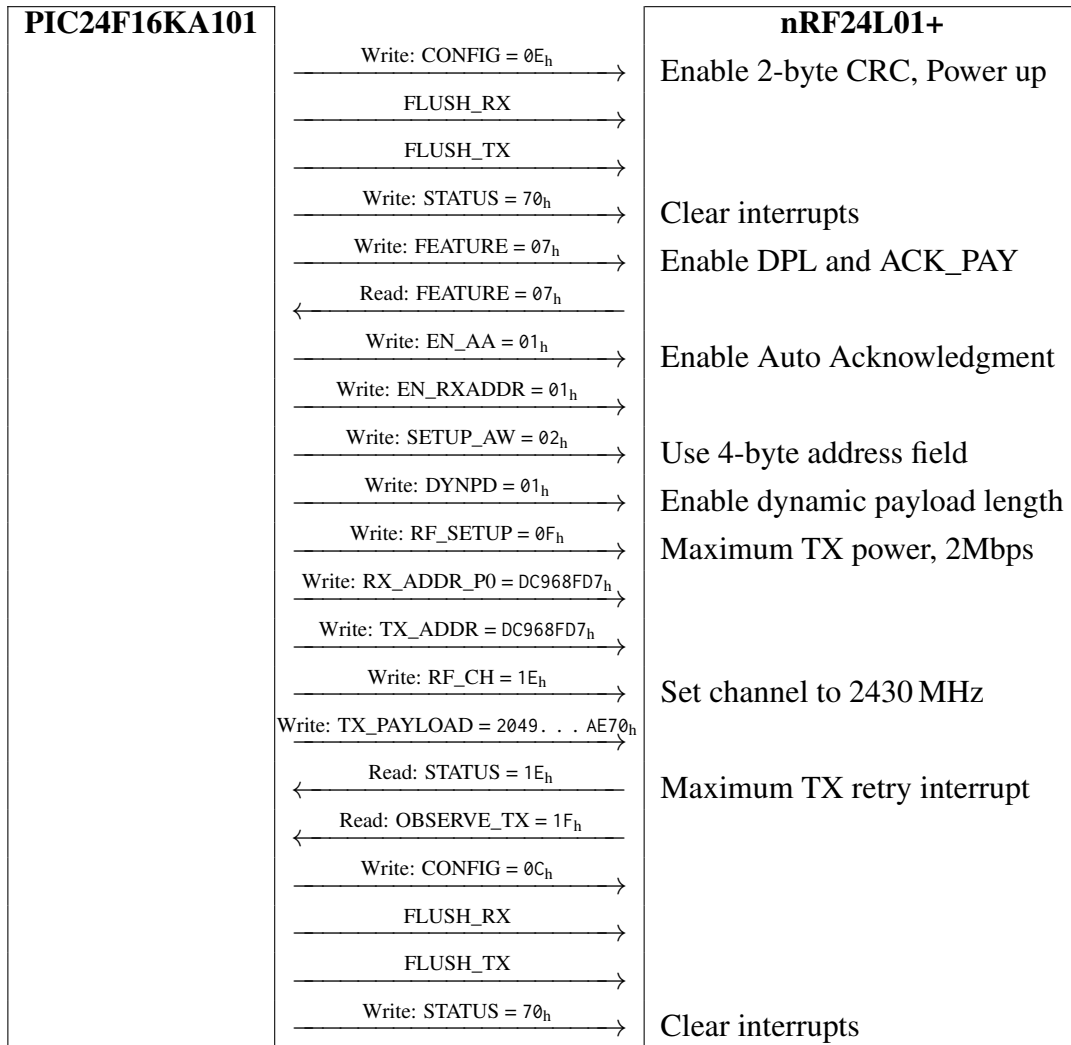 PIC24F16KA101 nRF24L01+
Write: CONFIG = 0Eh
Enable 2-byte CRC, Power up
FLUSH_RX
FLUSH_TX
Write: STATUS = 70h
Clear interrupts
Write: FEATURE = 07h
Enable DPL and ACK_PAY
Read: FEATURE = 07h
Write: EN_AA = 01h
Enable Auto Acknowledgment
Write: EN_RXADDR = 01h
Write: SETUP_AW = 02h
Use 4-byte address field
Write: DYNPD = 01h
Enable dynamic payload length
Write: RF_SETUP = 0Fh
Maximum TX power, 2Mbps
Write: RX_ADDR_P0 = DC968FD7h
Write: TX_ADDR = DC968FD7h
Write: RF_CH = 1Eh
Set channel to 2430 MHz
Write: TX_PAYLOAD = 2049. . . AE70h
Read: STATUS = 1Eh
Maximum TX retry interrupt
Read: OBSERVE_TX = 1Fh
Write: CONFIG = 0Ch
FLUSH_RX
FLUSH_TX
Write: STATUS = 70h
Clear interrupts